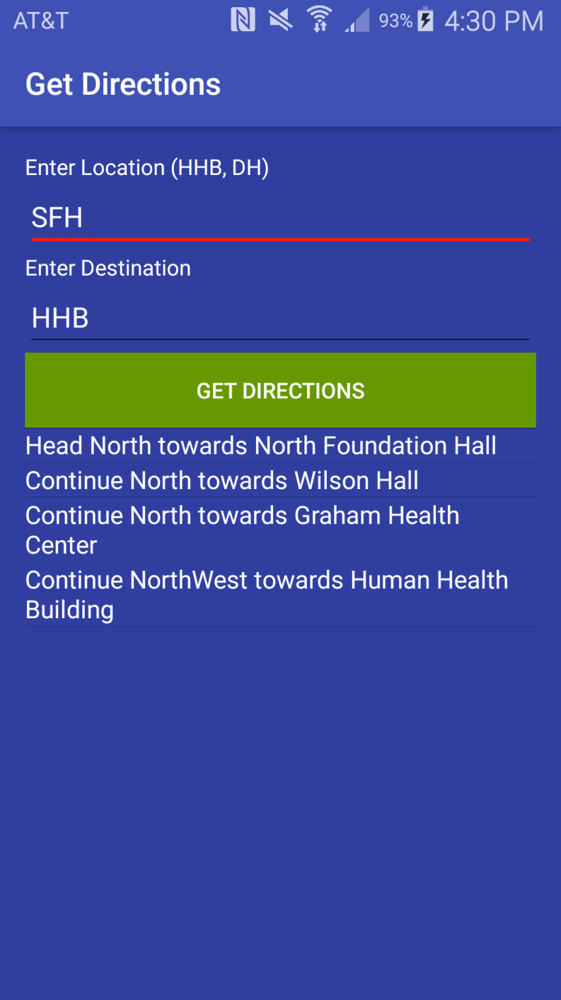 AT&T 93% 4:30 PM
Get Directions
Enter Location (HHB, DH)
SFH
Enter Destination
HHB
GET DIRECTIONS
Head North towards North Foundation Hall
Continue North towards Wilson Hall
Continue North towards Graham Health
Center
Continue NorthWest towards Human Health
Building